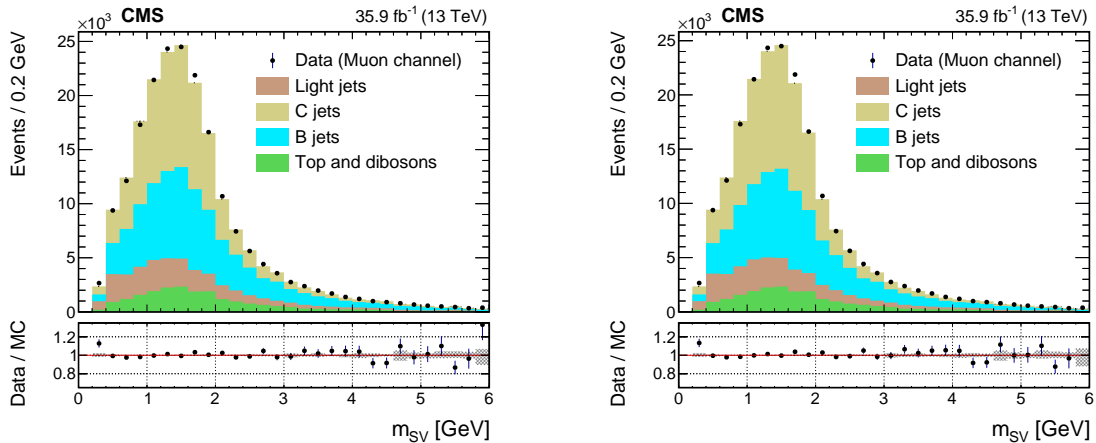 ×10³ CMS 35.9 fb⁻¹ (13 TeV)
Events / 0.2 GeV
25
20
15
10
5
0
Data (Muon channel)
Light jets
C jets
B jets
Top and dibosons
Data / MC
1.2
1
0.8
0 1 2 3 4 5 6
m_SV [GeV]
×10³ CMS 35.9 fb⁻¹ (13 TeV)
Events / 0.2 GeV
25
20
15
10
5
0
Data (Muon channel)
Light jets
C jets
B jets
Top and dibosons
Data / MC
1.2
1
0.8
0 1 2 3 4 5 6
m_SV [GeV]